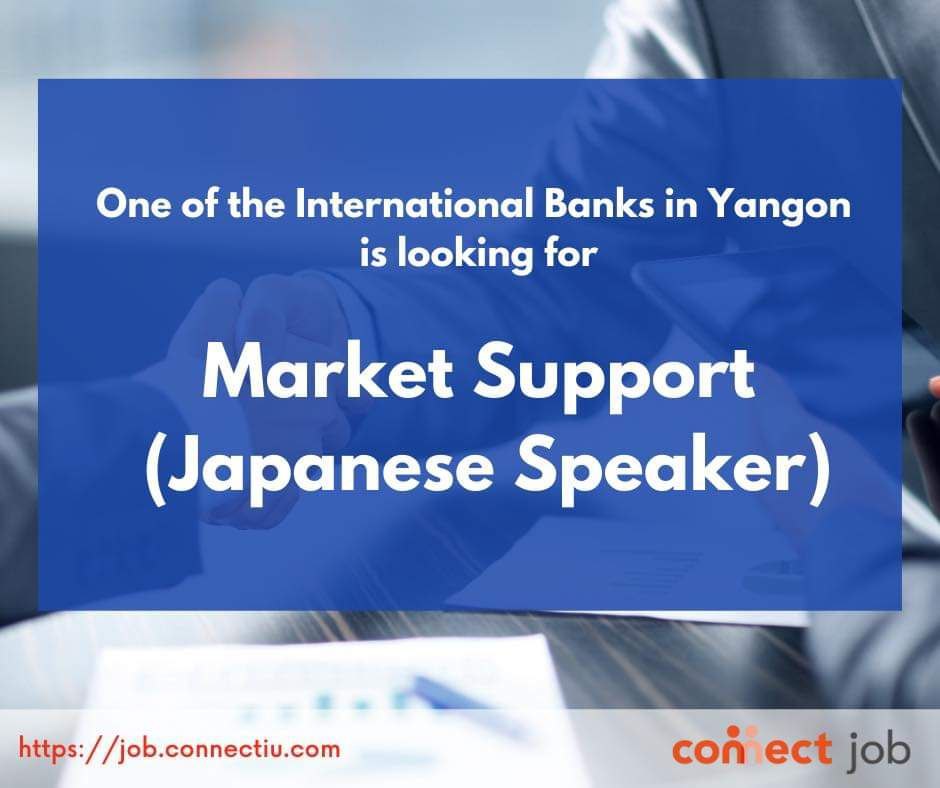 One of the International Banks in Yangon
is looking for
Market Support
(Japanese Speaker)
https://job.connectiu.com
connect job